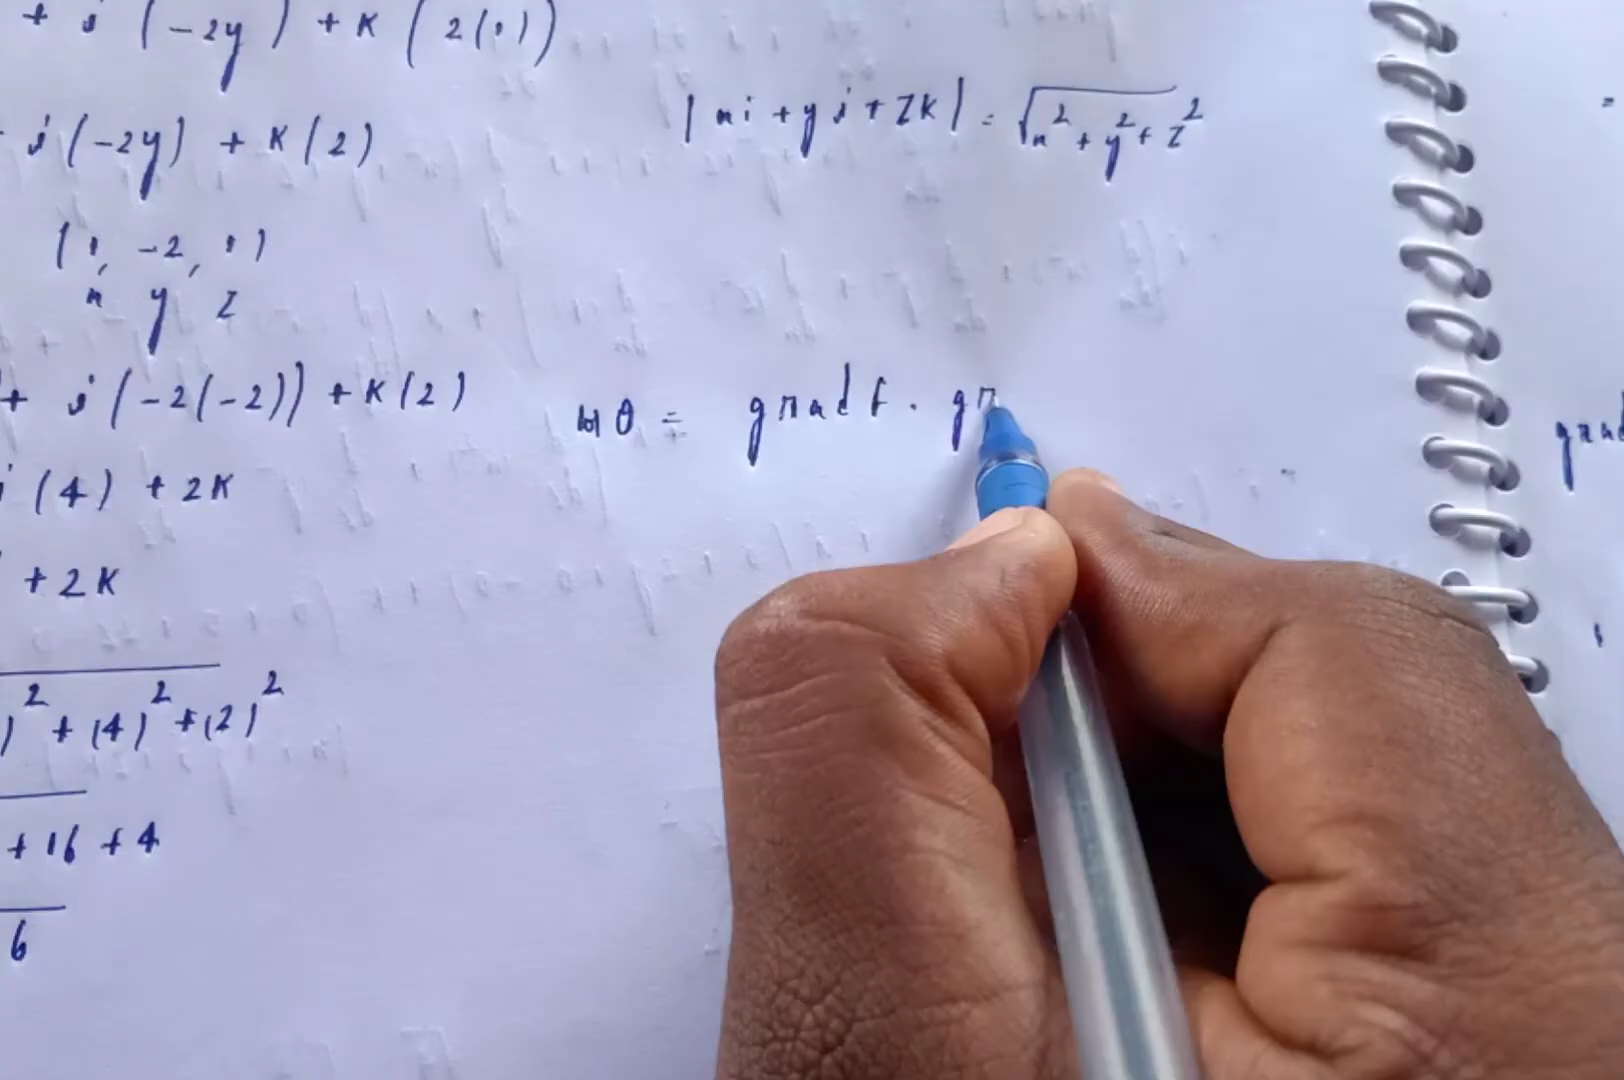 + j (-2y) + K (2(1))
j (-2y) + K (2)
(1, -2, 1)
x y z
+ j (-2(-2)) + K (2)
j (4) + 2K
+ 2K
)² + (4)² + (2)²
+ 16 + 4
6
|xi + yj + zK| = √x² + y² + z²
cos θ = grad f . gr
=
grad